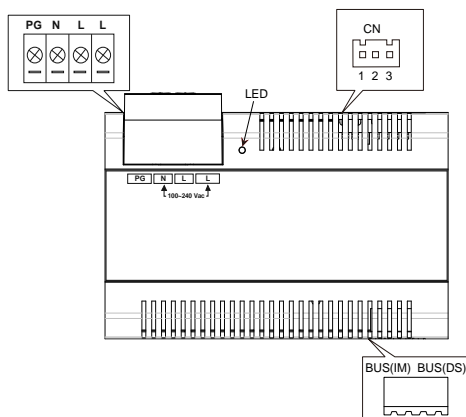 PG N L L
CN
1 2 3
LED
PG N L L
100~240 Vac
BUS(IM) BUS(DS)